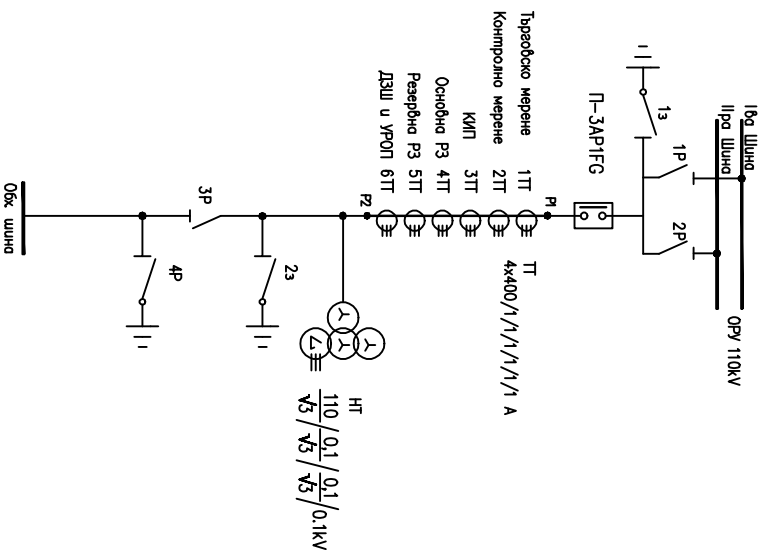 Iва Шина
IIра Шина
ОРУ 110kV
1з
1Р
2Р
П-3AP1FG
P1
Търговско мерене 1ТТ
Контролно мерене 2ТТ
КИП 3ТТ
Основна РЗ 4ТТ
Резервна РЗ 5ТТ
ДЗШ и УРОП 6ТТ
ТТ
4x400/1/1/1/1/1/1 А
P2
НТ
110/√3 / 0,1/√3 / 0,1/√3 / 0.1kV
2з
3Р
4Р
Обх шина